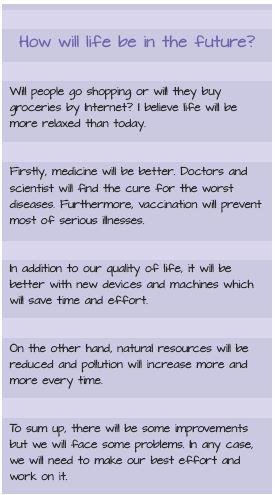 How will life be in the future?
Will people go shopping or will they buy
groceries by Internet? I believe life will be
more relaxed than today.
Firstly, medicine will be better. Doctors and
scientist will find the cure for the worst
diseases. Furthermore, vaccination will prevent
most of serious illnesses.
In addition to our quality of life, it will be
better with new devices and machines which
will save time and effort.
On the other hand, natural resources will be
reduced and pollution will increase more and
more every time.
To sum up, there will be some improvements
but we will face some problems. In any case,
we will need to make our best effort and
work on it.